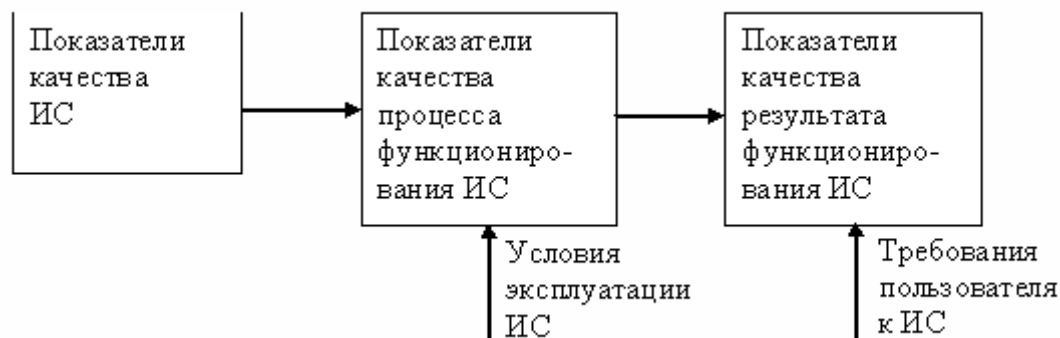 Показатели
качества
ИС
Показатели
качества
процесса
функциониро-
вания ИС
Показатели
качества
результата
функциониро-
вания ИС
Условия
эксплуатации
ИС
Требования
пользователя
к ИС